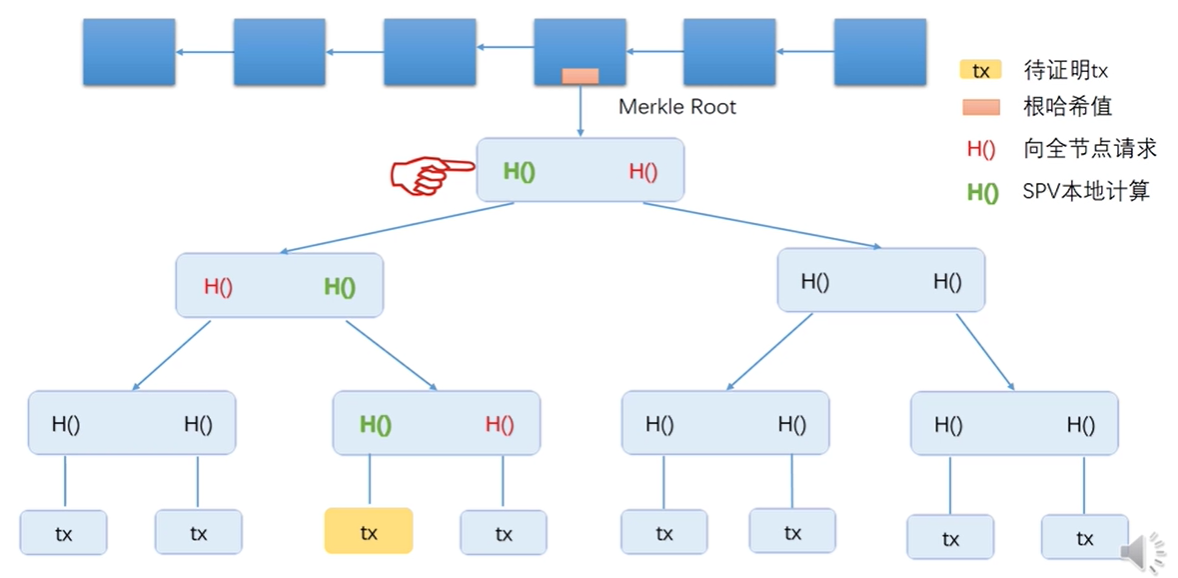 tx 待证明tx
Merkle Root 根哈希值
H() H() H() 向全节点请求
H() SPV本地计算
H() H() H() H()
H() H() H() H() H() H() H() H()
tx tx tx tx tx tx tx tx